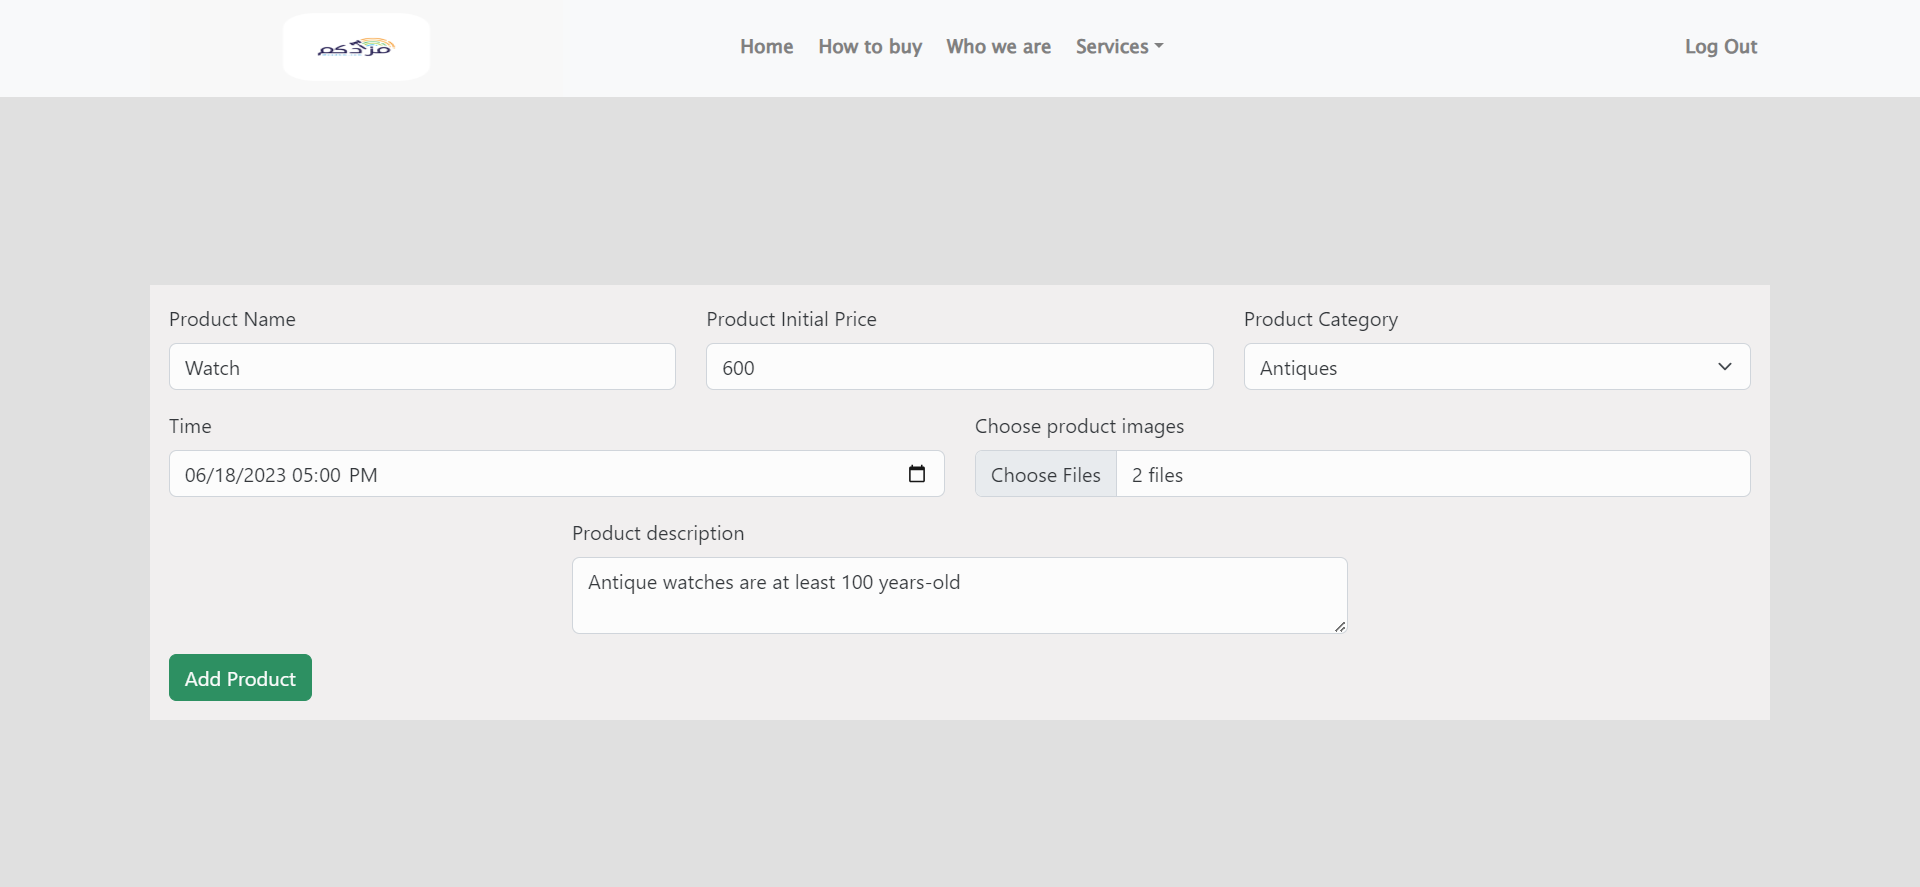 مزادكم
Home How to buy Who we are Services Log Out
Product Name Product Initial Price Product Category
Watch 600 Antiques
Time Choose product images
06/18/2023 05:00 PM Choose Files 2 files
Product description
Antique watches are at least 100 years-old
Add Product